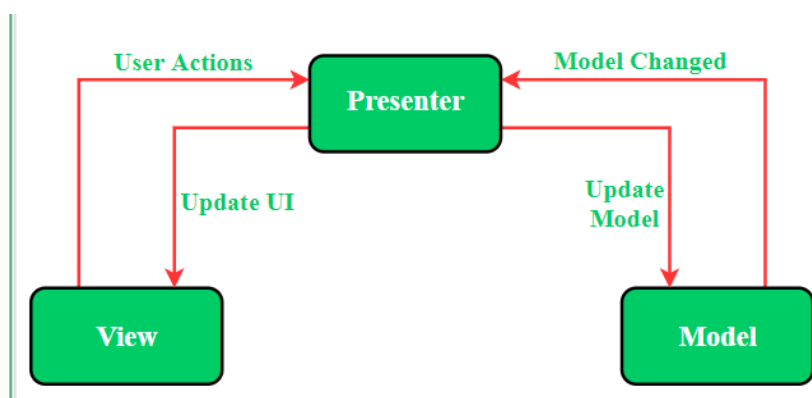 User Actions
Model Changed
Presenter
Update UI
Update
Model
View
Model